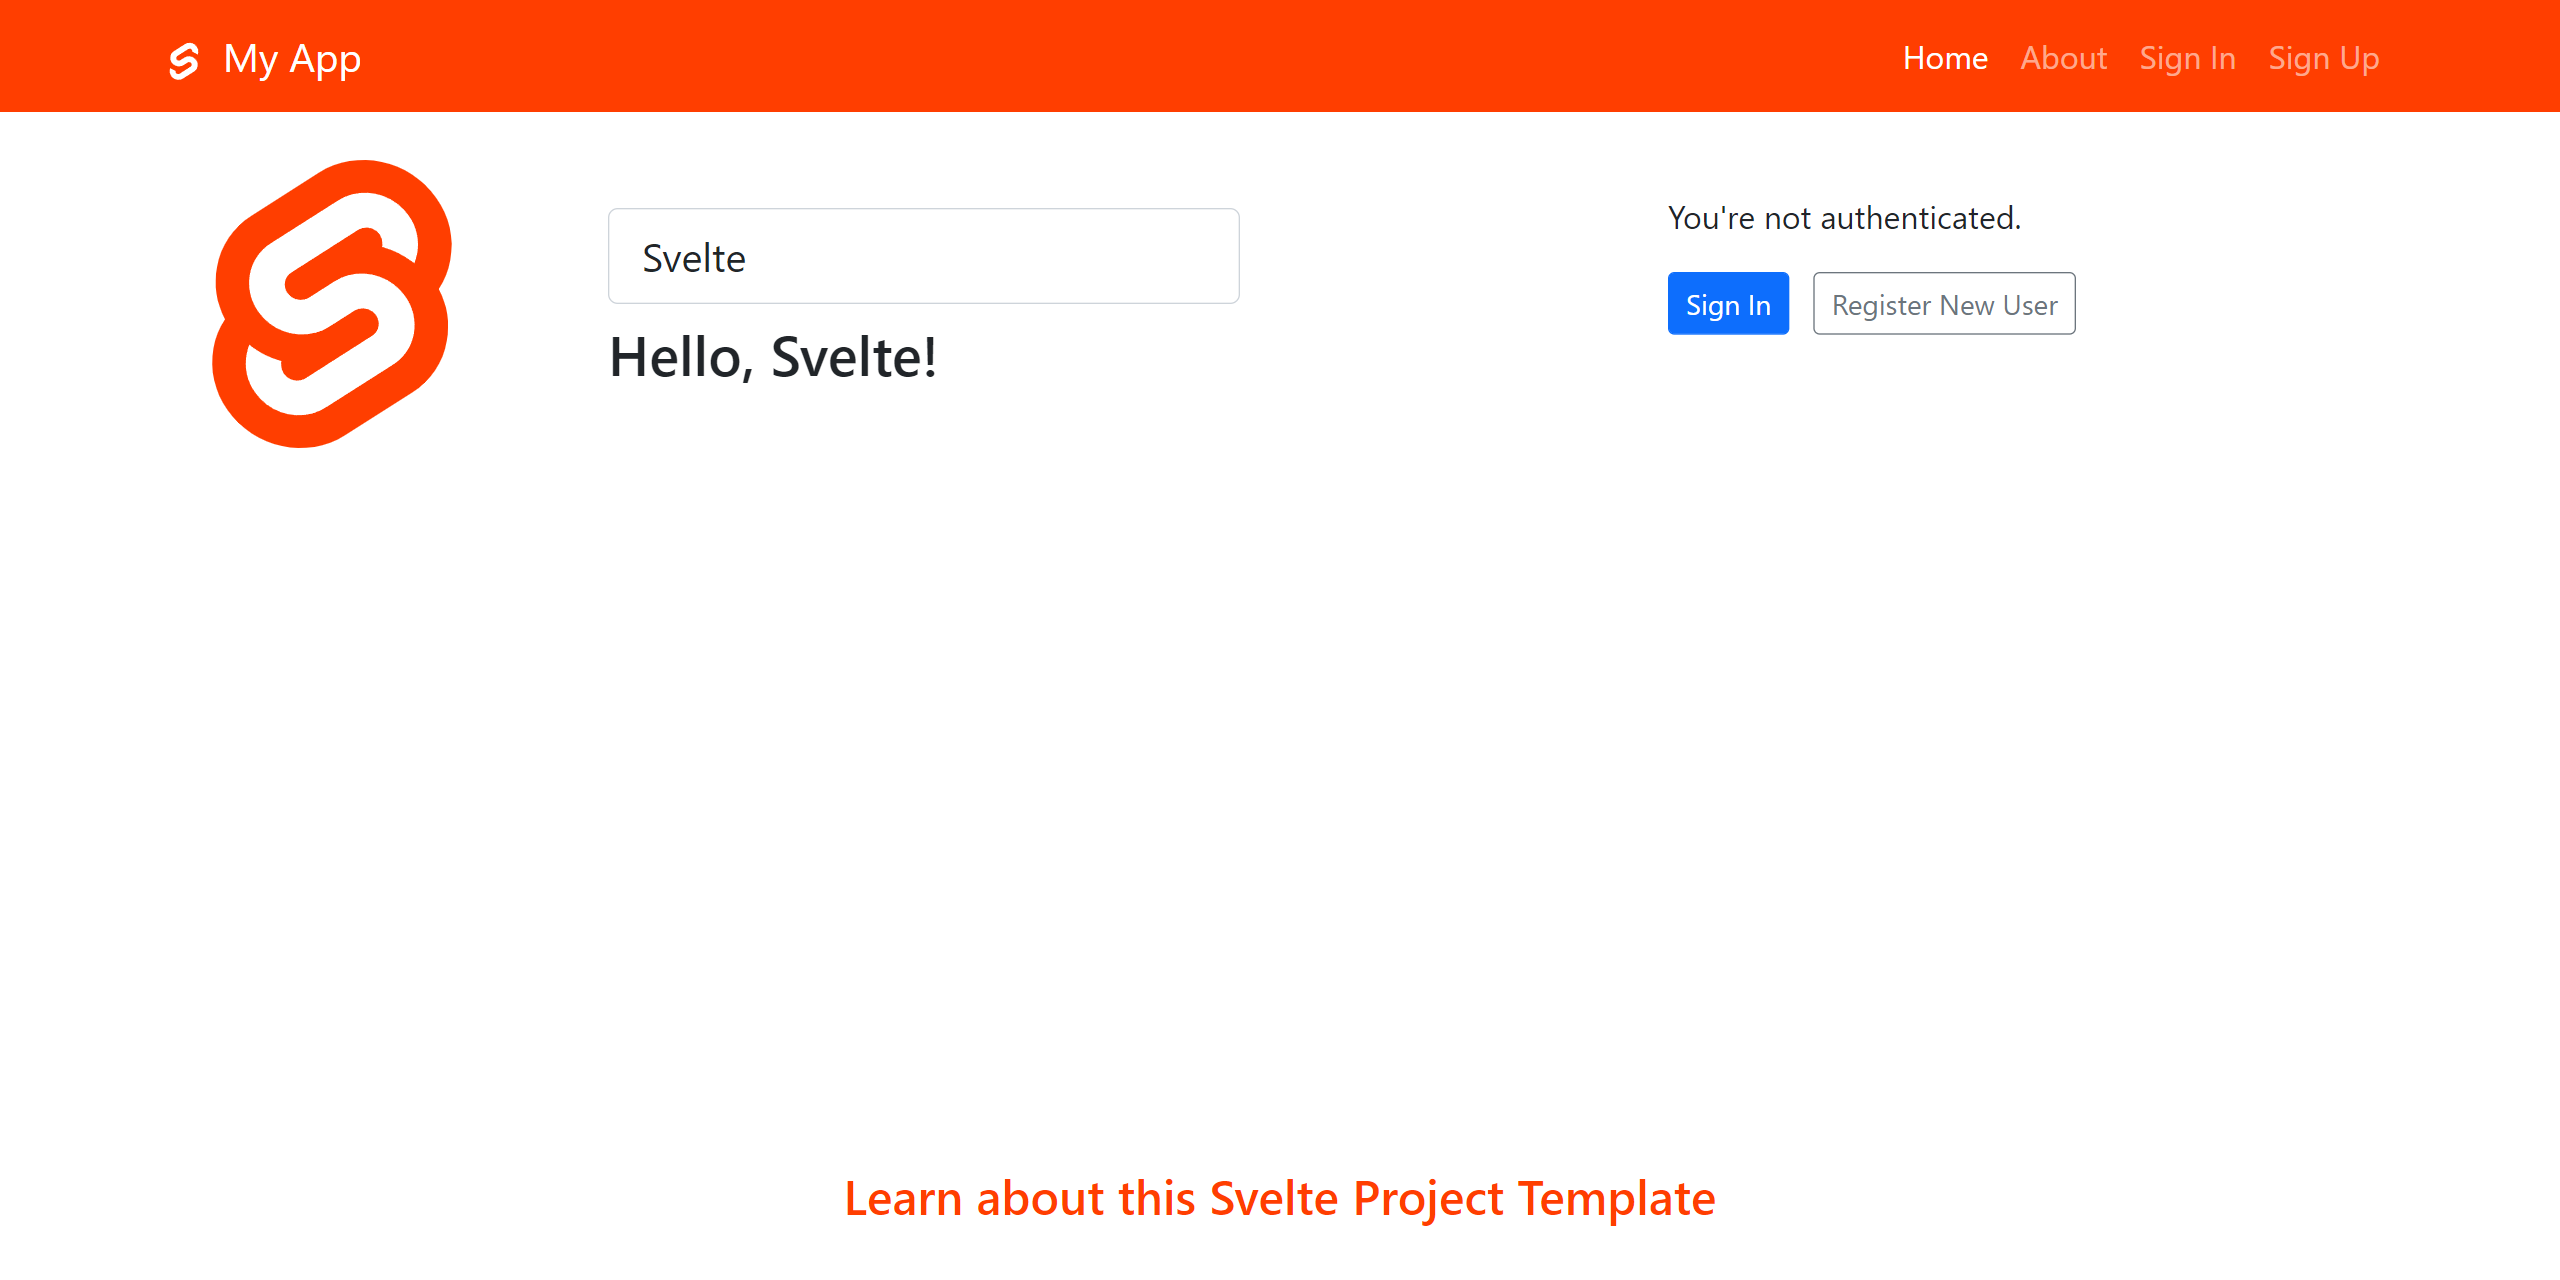 My App
Home About Sign In Sign Up
Svelte
Hello, Svelte!
You're not authenticated.
Sign In Register New User
Learn about this Svelte Project Template